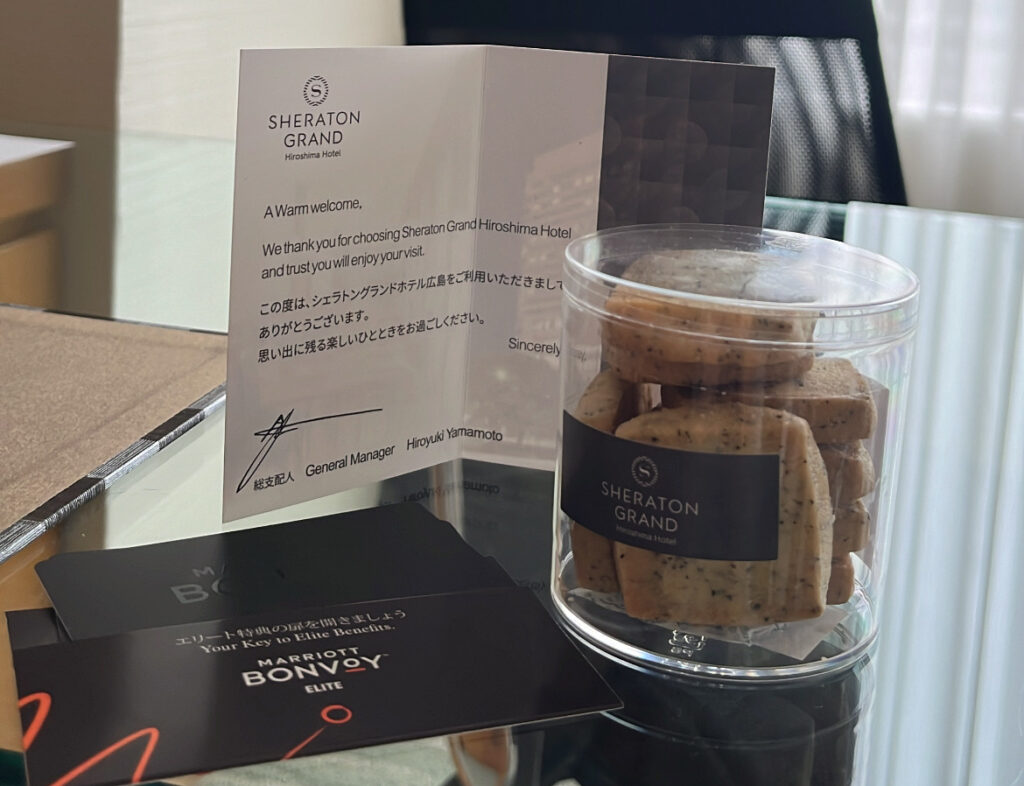 S
SHERATON
GRAND
Hiroshima Hotel
A Warm welcome,
We thank you for choosing Sheraton Grand Hiroshima Hotel
and trust you will enjoy your visit.
この度は、シェラトングランドホテル広島をご利用いただきまして
ありがとうございます。
思い出に残る楽しいひとときをお過ごしください。
Sincerely
総支配人 General Manager Hiroyuki Yamamoto
S
SHERATON
GRAND
Hiroshima Hotel
M
BO
エリート特典の扉を開きましょう
Your Key to Elite Benefits.
MARRIOTT
BONVOY
ELITE